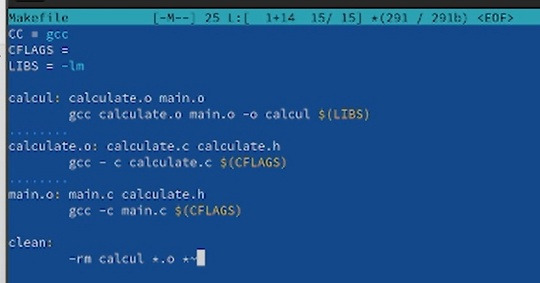 Makefile [-M--] 25 L:[ 1+14 15/ 15] *(291 / 291b) <EOF>
CC = gcc
CFLAGS =
LIBS = -lm
calcul: calculate.o main.o
gcc calculate.o main.o -o calcul $(LIBS)
........
calculate.o: calculate.c calculate.h
gcc - c calculate.c $(CFLAGS)
........
main.o: main.c calculate.h
gcc -c main.c $(CFLAGS)
clean:
-rm calcul *.o *~